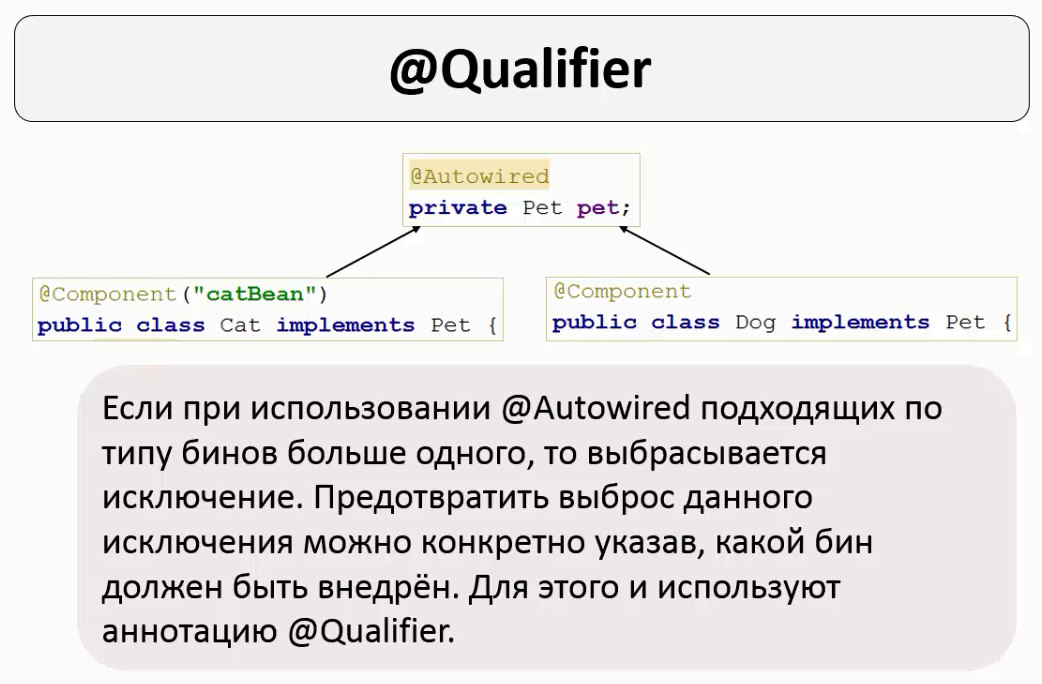 @Qualifier
@Autowired
private Pet pet;
@Component("catBean")
public class Cat implements Pet {
@Component
public class Dog implements Pet {
Если при использовании @Autowired подходящих по
типу бинов больше одного, то выбрасывается
исключение. Предотвратить выброс данного
исключения можно конкретно указав, какой бин
должен быть внедрён. Для этого и используют
аннотацию @Qualifier.